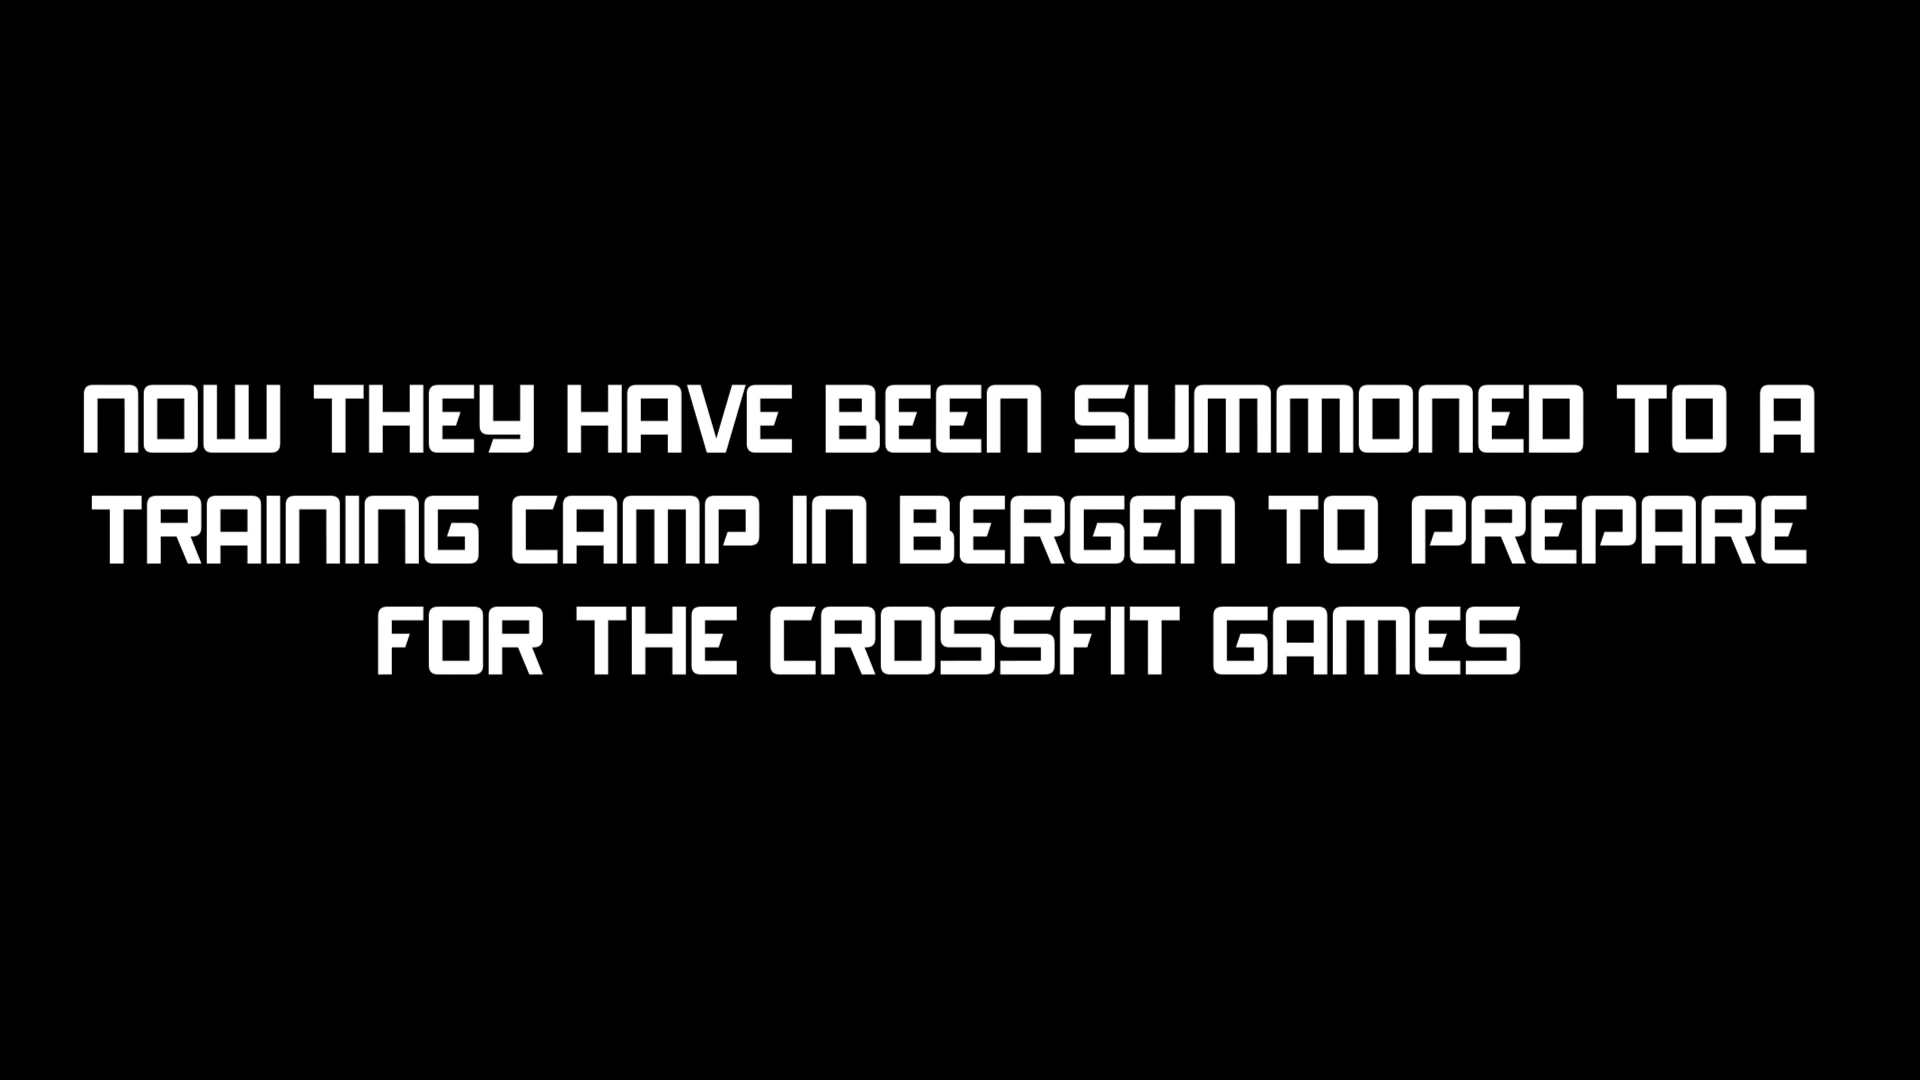 NOW THEY HAVE BEEN SUMMONED TO A
TRAINING CAMP IN BERGEN TO PREPARE
FOR THE CROSSFIT GAMES